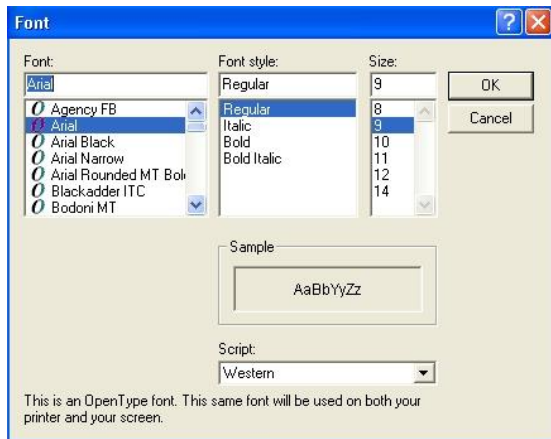 Font
Font:
Font style:
Size:
Arial
Regular
9
OK
Cancel
Agency FB
Arial
Arial Black
Arial Narrow
Arial Rounded MT Bol
Blackadder ITC
Bodoni MT
Regular
Italic
Bold
Bold Italic
8
9
10
11
12
14
Sample
AaBbYyZz
Script:
Western
This is an OpenType font. This same font will be used on both your
printer and your screen.